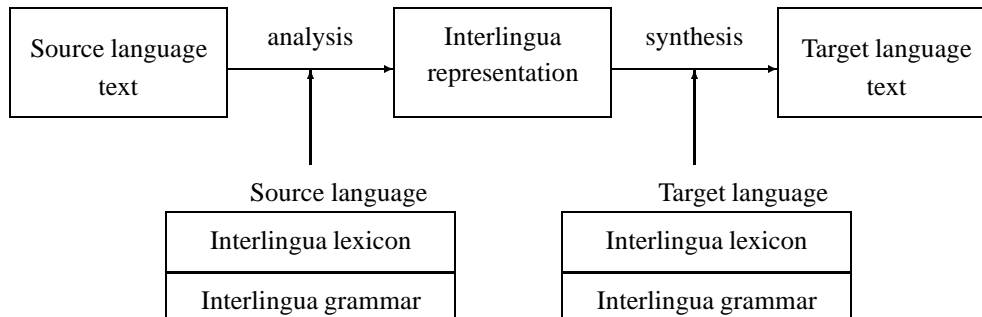 Source language
text
analysis
Interlingua
representation
synthesis
Target language
text
Source language
Interlingua lexicon
Interlingua grammar
Target language
Interlingua lexicon
Interlingua grammar